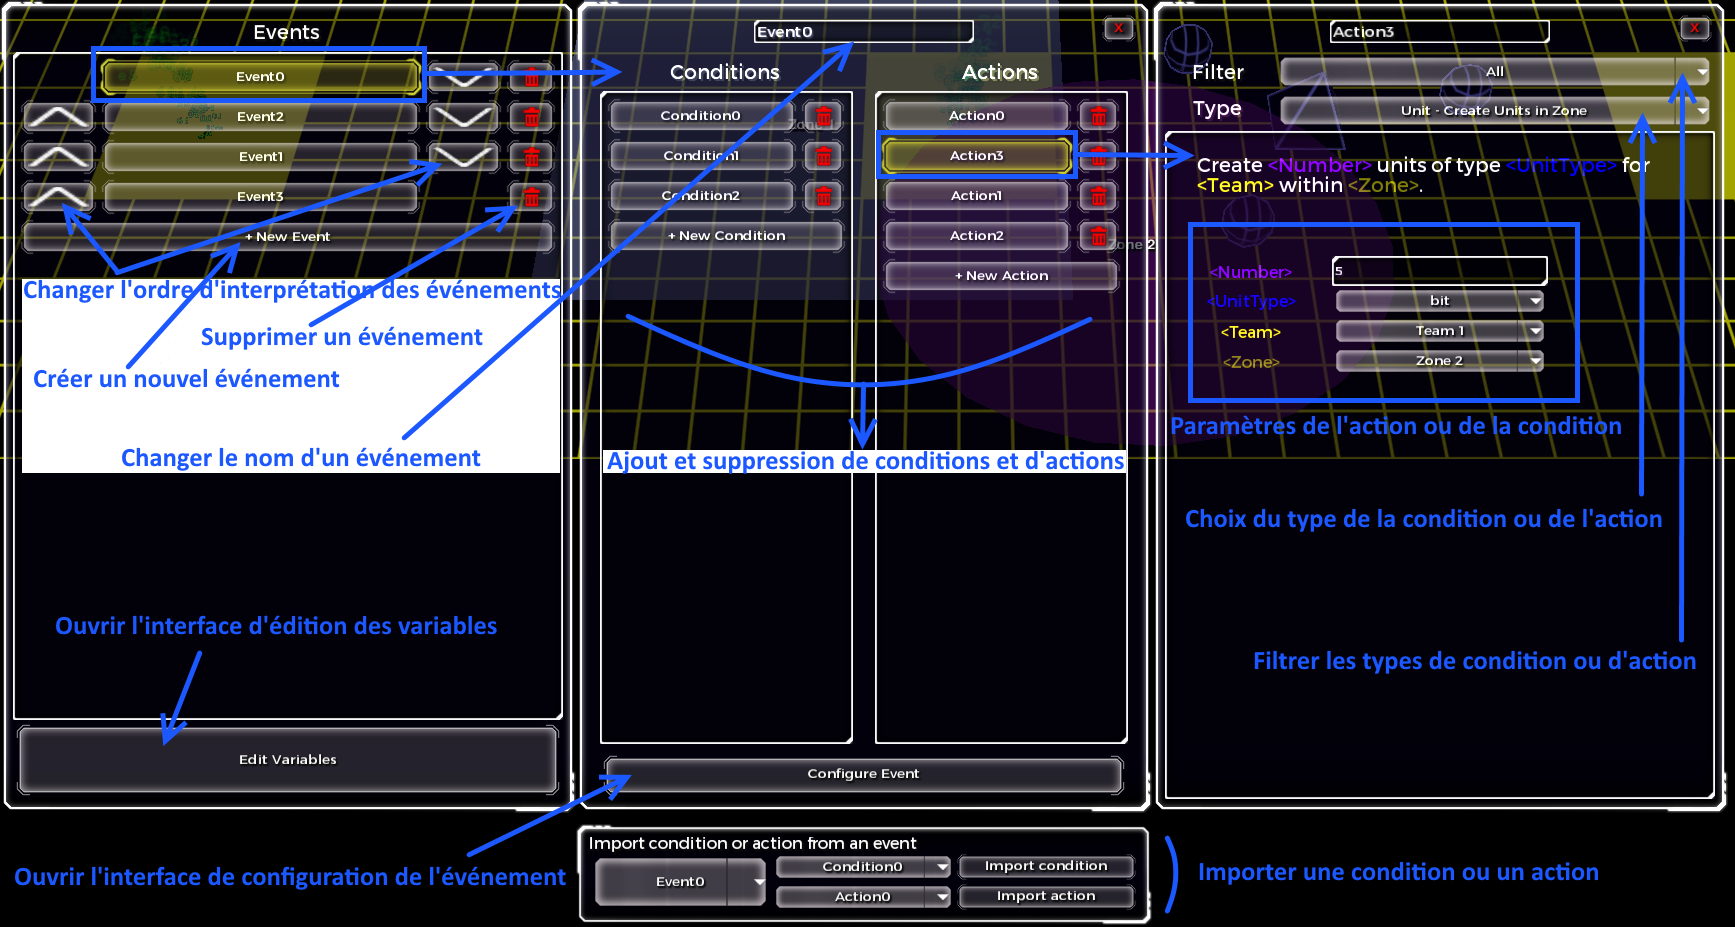 Events
Event0
Event2
Event1
Event3
+ New Event
Changer l'ordre d'interprétation des événements
Supprimer un événement
Créer un nouvel événement
Changer le nom d'un événement
Ouvrir l'interface d'édition des variables
Edit Variables
Ouvrir l'interface de configuration de l'événement
Event0
X
Conditions
Actions
Condition0
Condition1
Condition2
+ New Condition
Action0
Action3
Action1
Action2
+ New Action
Zone 1
Zone 2
Ajout et suppression de conditions et d'actions
Configure Event
Import condition or action from an event
Event0
Condition0
Import condition
Action0
Import action
Importer une condition ou un action
Action3
X
Filter
All
Type
Unit - Create Units in Zone
Create <Number> units of type <UnitType> for
<Team> within <Zone>.
<Number>
5
<UnitType>
bit
<Team>
Team 1
<Zone>
Zone 2
Paramètres de l'action ou de la condition
Choix du type de la condition ou de l'action
Filtrer les types de condition ou d'action